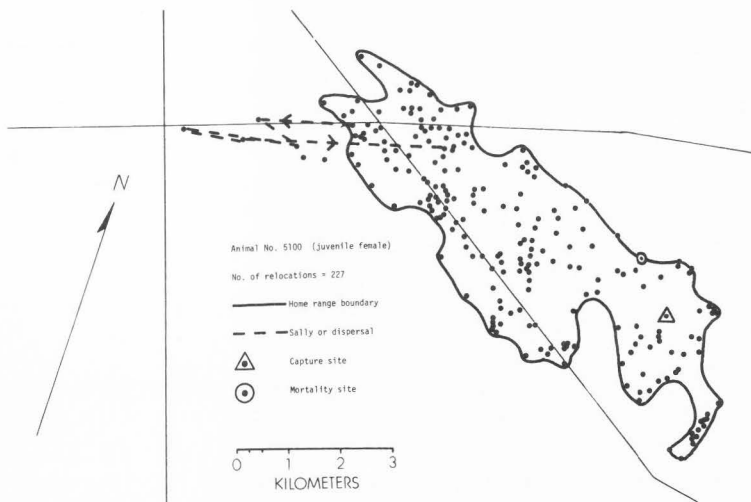 N
Animal No. 5100 (juvenile female)
No. of relocations = 227
Home range boundary
Sally or dispersal
Capture site
Mortality site
0 1 2 3
KILOMETERS